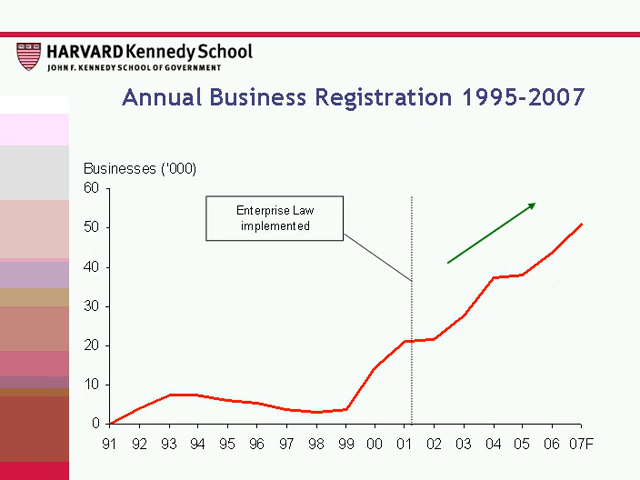 HARVARD Kennedy School
JOHN F. KENNEDY SCHOOL OF GOVERNMENT
Annual Business Registration 1995-2007
Businesses ('000)
60
50
40
30
20
10
0
Enterprise Law
implemented
91 92 93 94 95 96 97 98 99 00 01 02 03 04 05 06 07F